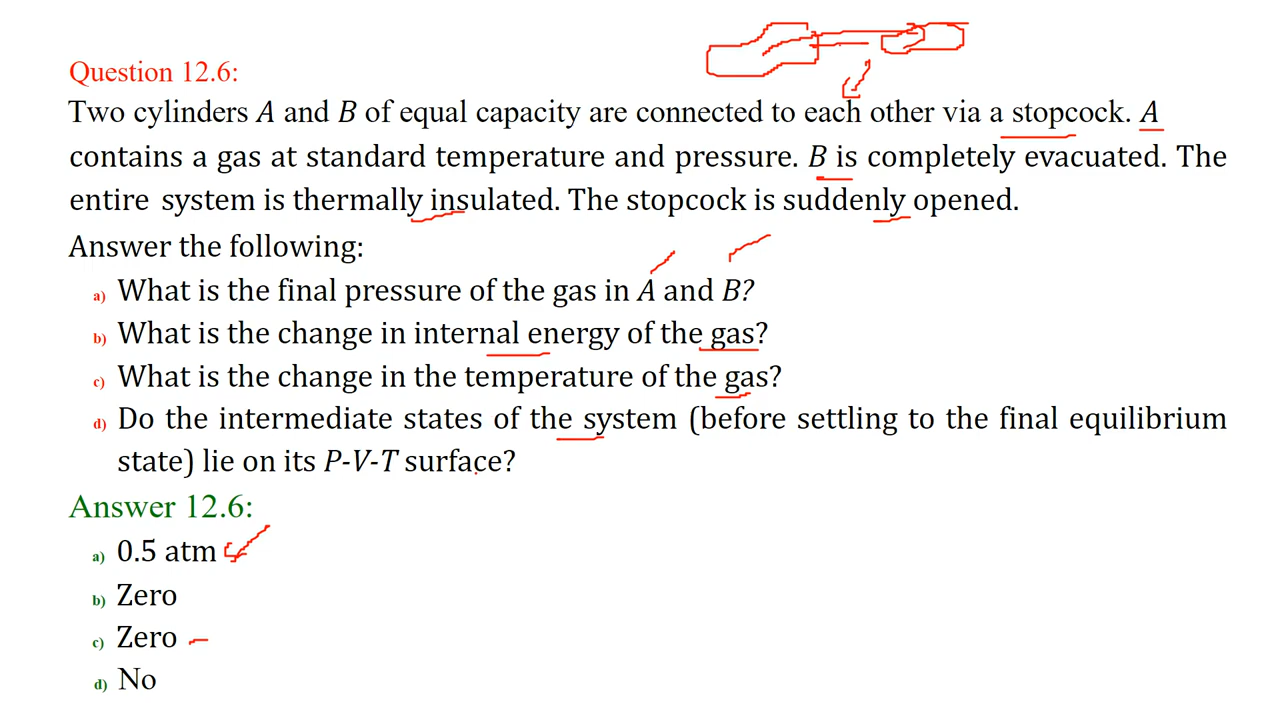 Question 12.6:
Two cylinders A and B of equal capacity are connected to each other via a stopcock. A
contains a gas at standard temperature and pressure. B is completely evacuated. The
entire system is thermally insulated. The stopcock is suddenly opened.
Answer the following:
a) What is the final pressure of the gas in A and B?
b) What is the change in internal energy of the gas?
c) What is the change in the temperature of the gas?
d) Do the intermediate states of the system (before settling to the final equilibrium
state) lie on its P-V-T surface?
Answer 12.6:
a) 0.5 atm
b) Zero
c) Zero
d) No